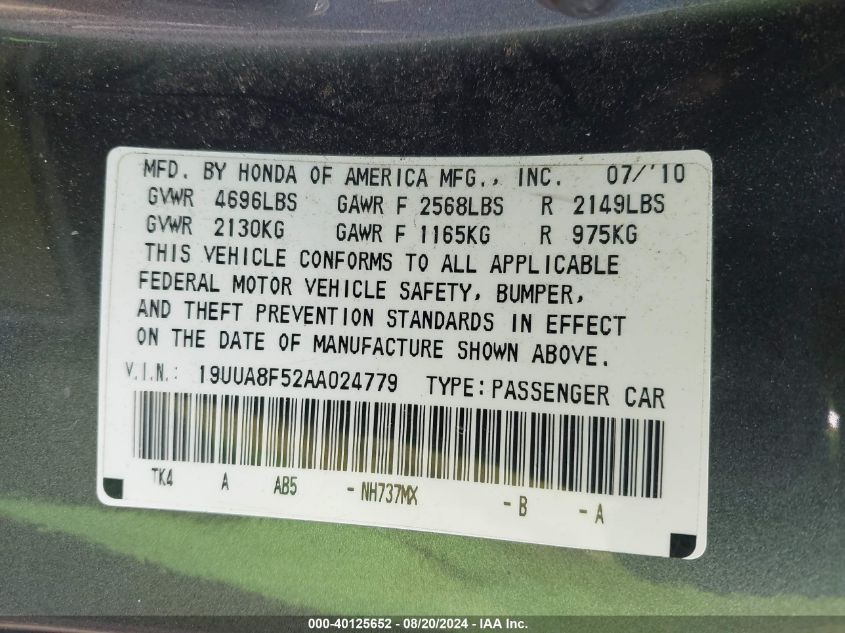 MFD. BY HONDA OF AMERICA MFG., INC. 07/'10
GVWR 4696LBS GAWR F 2568LBS R 2149LBS
GVWR 2130KG GAWR F 1165KG R 975KG
THIS VEHICLE CONFORMS TO ALL APPLICABLE
FEDERAL MOTOR VEHICLE SAFETY, BUMPER,
AND THEFT PREVENTION STANDARDS IN EFFECT
ON THE DATE OF MANUFACTURE SHOWN ABOVE.
V.I.N.: 19UUA8F52AA024779 TYPE:PASSENGER CAR
TK4 A AB5 -NH737MX -B -A
000-40125652 - 08/20/2024 - IAA Inc.